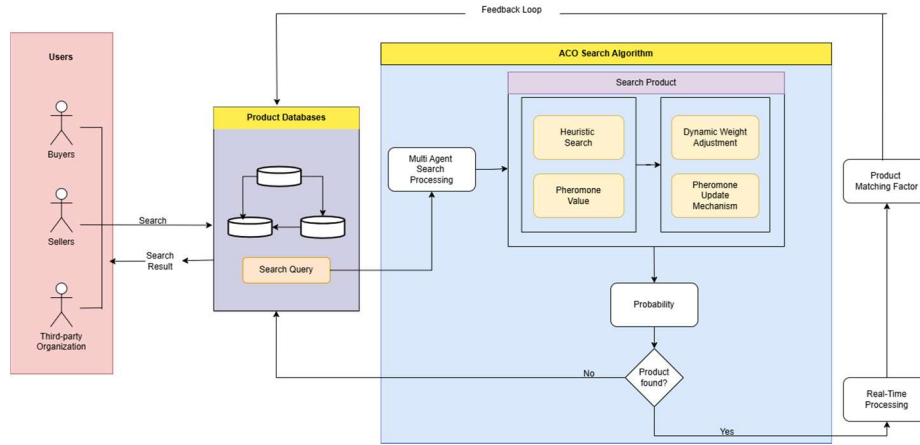 Feedback Loop
Users
Buyers
Sellers
Third-party
Organization
Search
Search
Result
Product Databases
Search Query
ACO Search Algorithm
Multi Agent
Search
Processing
Search Product
Heuristic
Search
Pheromone
Value
Dynamic Weight
Adjustment
Pheromone
Update
Mechanism
Probability
Product
found?
No
Yes
Product
Matching Factor
Real-Time
Processing